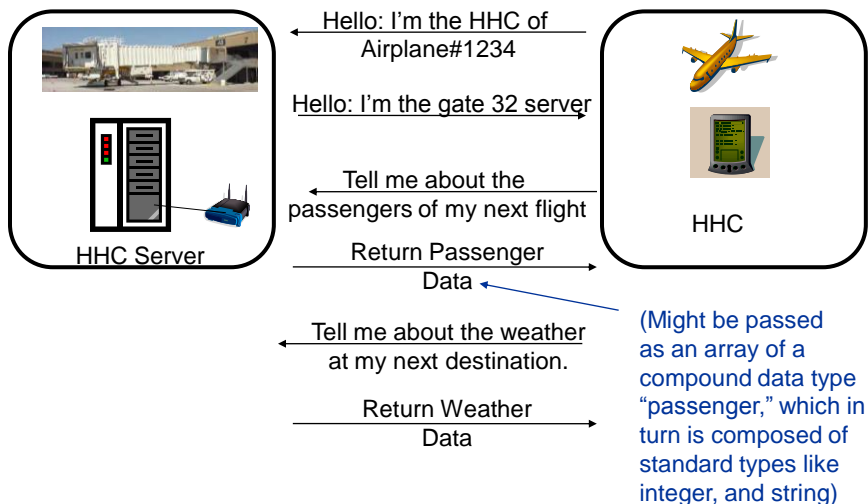 Hello: I'm the HHC of
Airplane#1234
Hello: I'm the gate 32 server
Tell me about the
passengers of my next flight
HHC
HHC Server
Return Passenger
Data
Tell me about the weather
at my next destination.
Return Weather
Data
(Might be passed
as an array of a
compound data type
“passenger,” which in
turn is composed of
standard types like
integer, and string)